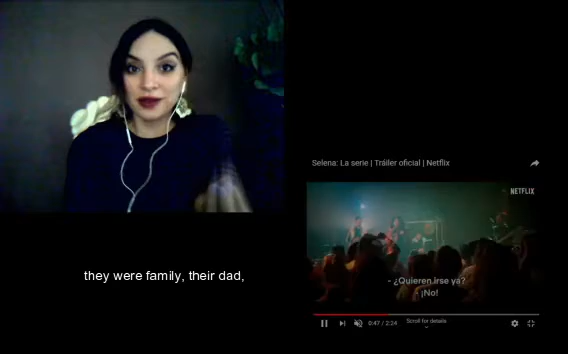 Selena: La serie | Tráiler oficial | Netflix
NETFLIX
- ¿Quieren irse ya?
¡No!
they were family, their dad,
0:47 / 2:24
Scroll for details